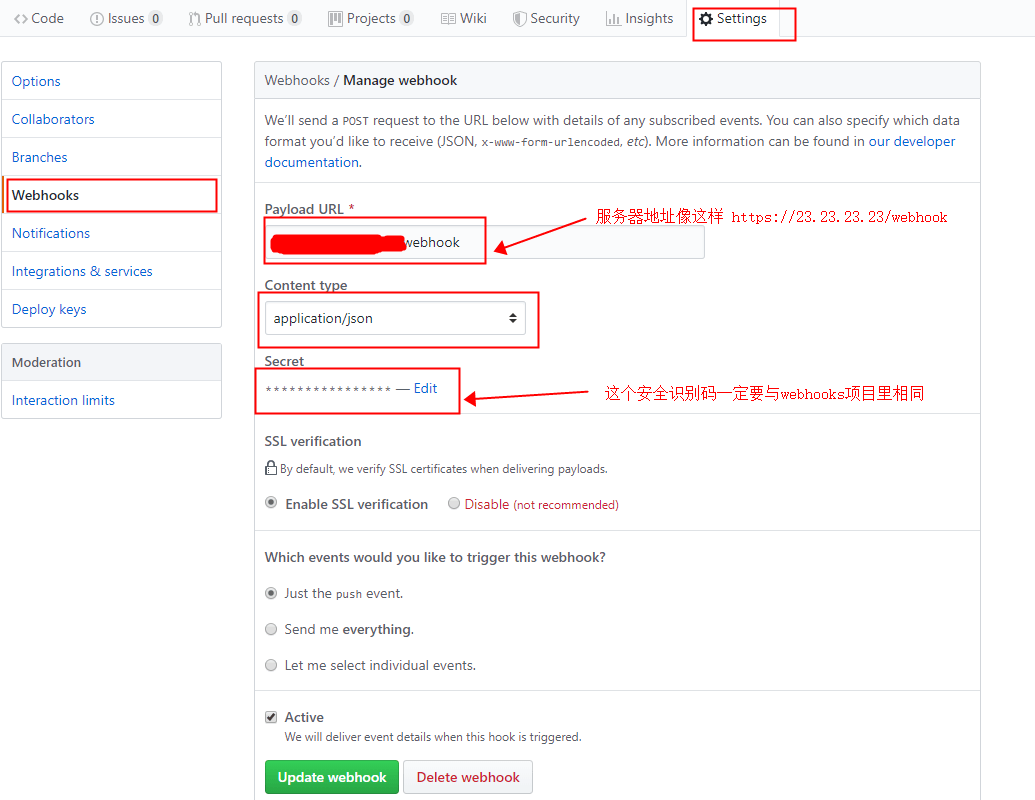 Code Issues 0 Pull requests 0 Projects 0 Wiki Security Insights Settings
Options
Collaborators
Branches
Webhooks
Notifications
Integrations & services
Deploy keys
Moderation
Interaction limits
Webhooks / Manage webhook
We'll send a POST request to the URL below with details of any subscribed events. You can also specify which data
format you'd like to receive (JSON, x-www-form-urlencoded, etc). More information can be found in our developer
documentation.
Payload URL *
webhook
服务器地址像这样 https://23.23.23.23/webhook
Content type
application/json
Secret
**************** — Edit
这个安全识别码一定要与webhooks项目里相同
SSL verification
By default, we verify SSL certificates when delivering payloads.
Enable SSL verification Disable (not recommended)
Which events would you like to trigger this webhook?
Just the push event.
Send me everything.
Let me select individual events.
Active
We will deliver event details when this hook is triggered.
Update webhook Delete webhook